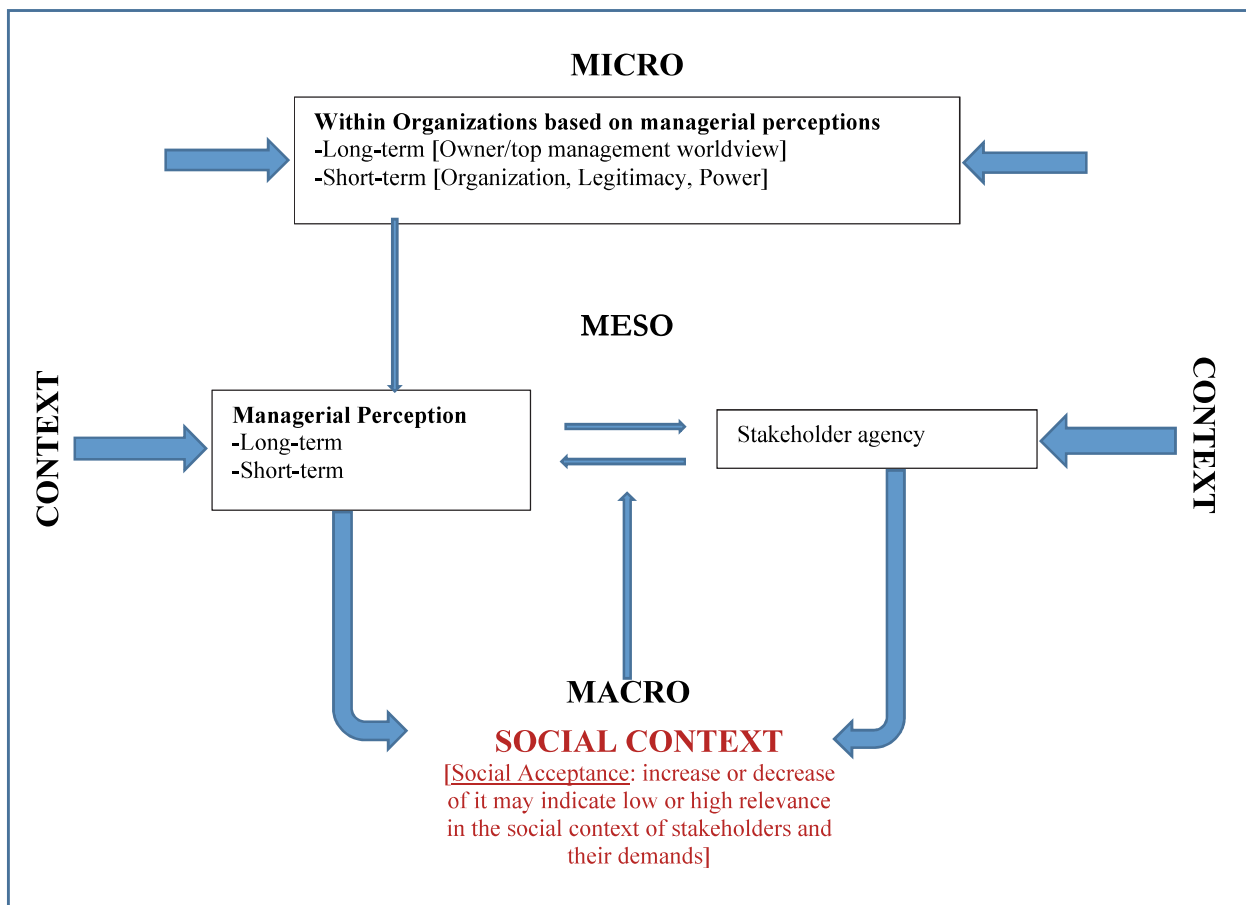 MICRO
Within Organizations based on managerial perceptions
-Long-term [Owner/top management worldview]
-Short-term [Organization, Legitimacy, Power]
MESO
CONTEXT
Managerial Perception
-Long-term
-Short-term
Stakeholder agency
CONTEXT
MACRO
SOCIAL CONTEXT
[Social Acceptance: increase or decrease
of it may indicate low or high relevance
in the social context of stakeholders and
their demands]